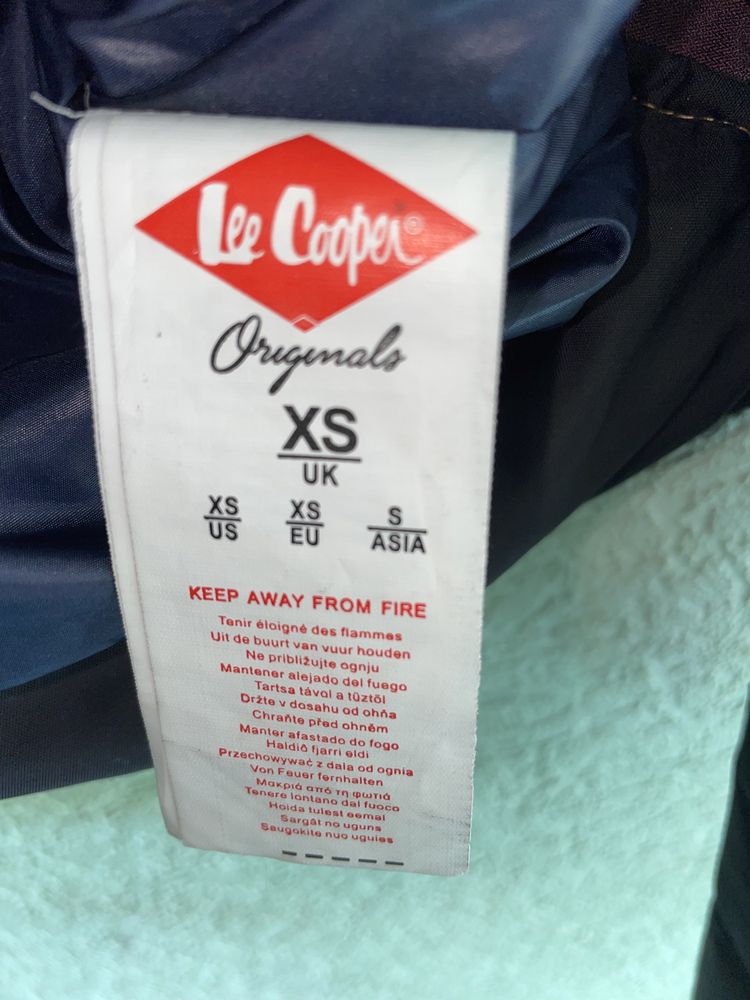 Lee Cooper®
Originals
XS
UK
XS XS S
US EU ASIA
KEEP AWAY FROM FIRE
Tenir éloigné des flammes
Uit de buurt van vuur houden
Ne približujte ognju
Mantener alejado del fuego
Tartsa távol a tűztől
Držte v dosahu od ohňa
Chraňte před ohněm
Manter afastado do fogo
Haldið fjarri eldi
Przechowywać z dala od ognia
Von Feuer fernhalten
Μακριά από τη φωτιά
Tenere lontano dal fuoco
Hoida tulest eemal
Sargāt no uguns
Saugokite nuo ugnies